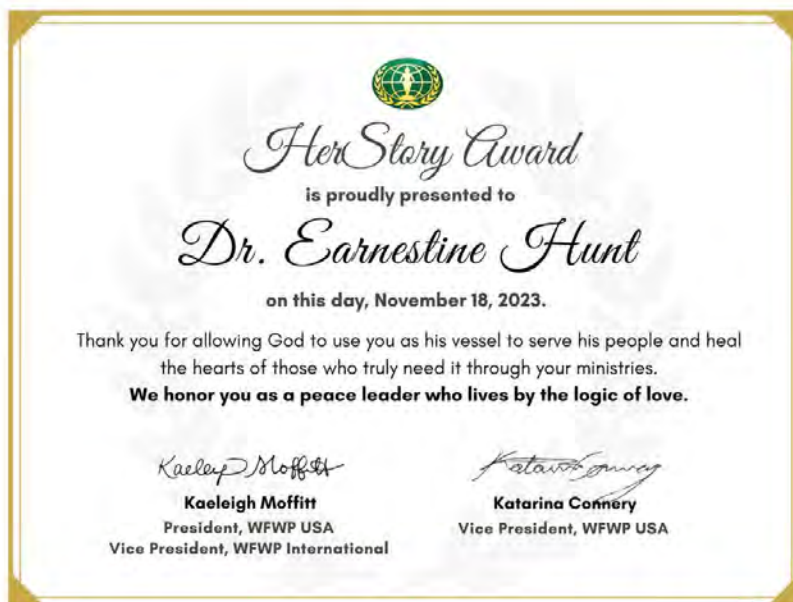 HerStory Award
is proudly presented to
Dr. Earnestine Hunt
on this day, November 18, 2023.
Thank you for allowing God to use you as his vessel to serve his people and heal
the hearts of those who truly need it through your ministries.
We honor you as a peace leader who lives by the logic of love.
Kaeleigh Moffitt
Katarina Connery
Kaeleigh Moffitt
President, WFWP USA
Vice President, WFWP International
Katarina Connery
Vice President, WFWP USA